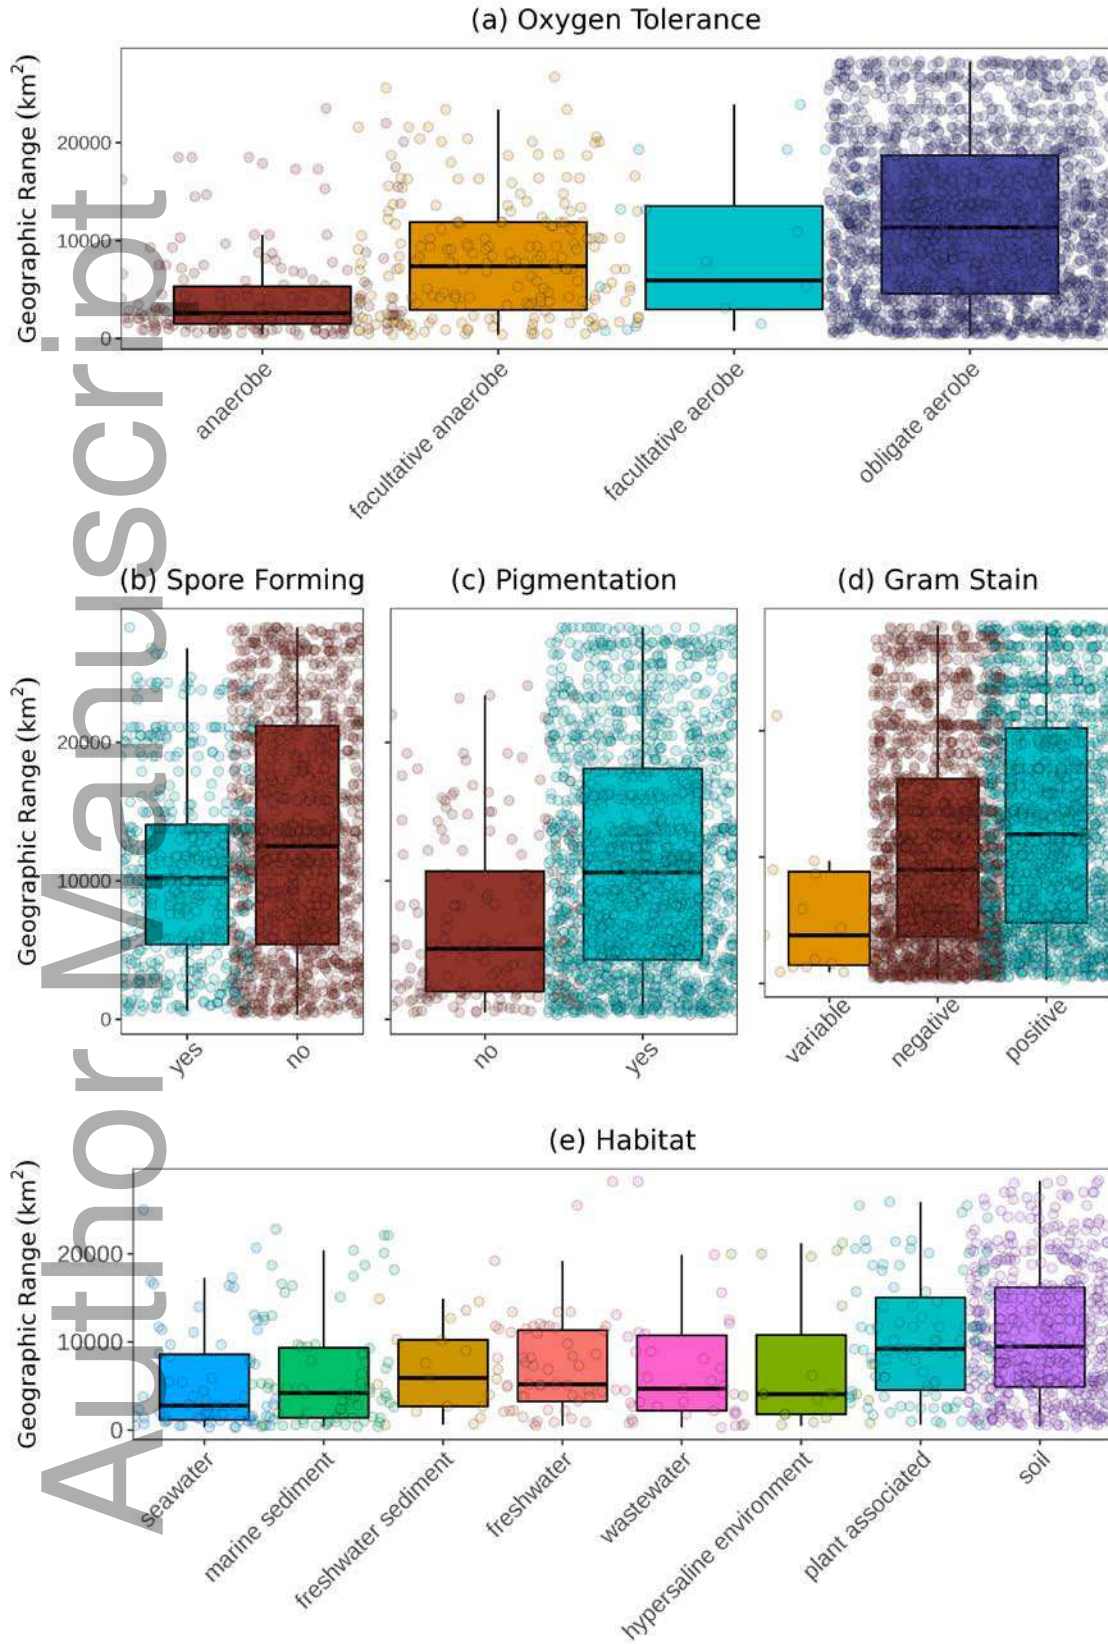 (a) Oxygen Tolerance
Geographic Range (km²)
20000
10000
0
anaerobe
facultative anaerobe
facultative aerobe
obligate aerobe
(b) Spore Forming
(c) Pigmentation
(d) Gram Stain
Geographic Range (km²)
20000
10000
0
yes
no
no
yes
variable
negative
positive
(e) Habitat
Geographic Range (km²)
20000
10000
0
seawater
marine sediment
freshwater sediment
freshwater
wastewater
hypersaline environment
plant associated
soil
Author Manuscript